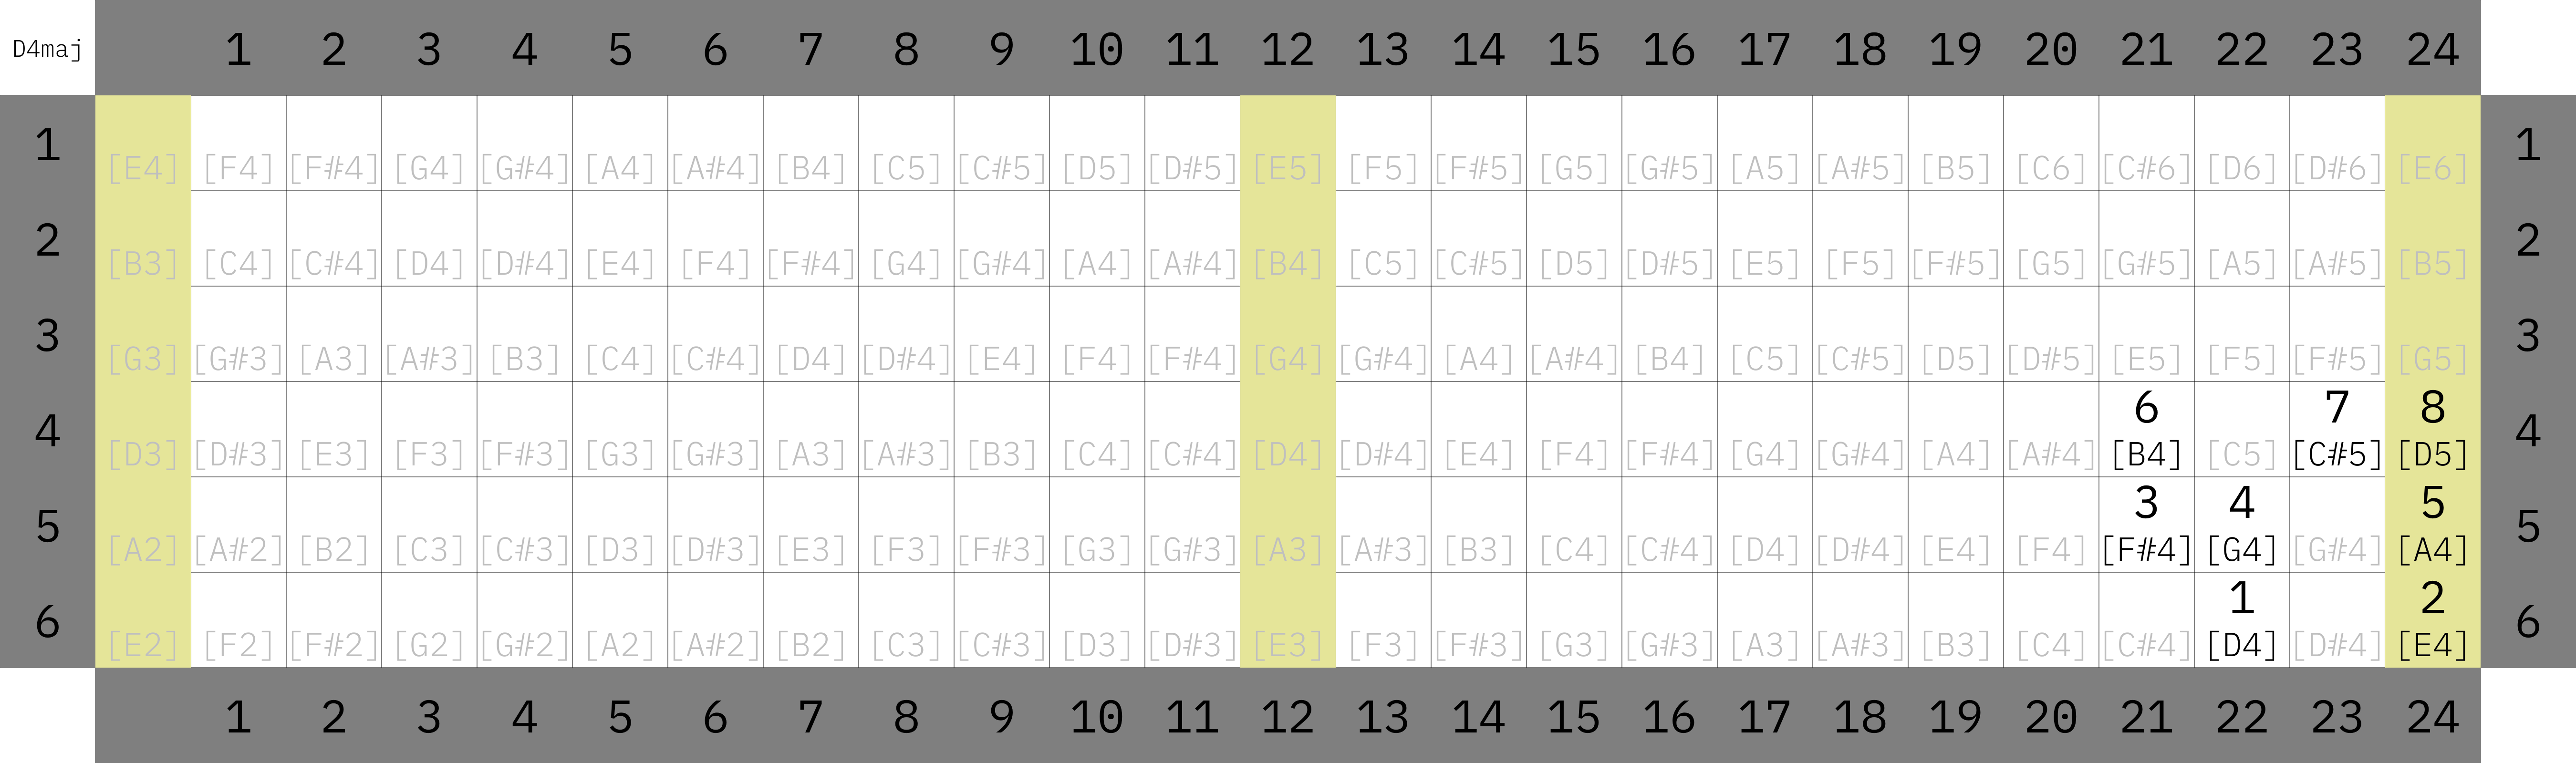 D4maj 1 2 3 4 5 6 7 8 9 10 11 12 13 14 15 16 17 18 19 20 21 22 23 24
1 [E4] [F4] [F#4] [G4] [G#4] [A4] [A#4] [B4] [C5] [C#5] [D5] [D#5] [E5] [F5] [F#5] [G5] [G#5] [A5] [A#5] [B5] [C6] [C#6] [D6] [D#6] [E6] 1
2 [B3] [C4] [C#4] [D4] [D#4] [E4] [F4] [F#4] [G4] [G#4] [A4] [A#4] [B4] [C5] [C#5] [D5] [D#5] [E5] [F5] [F#5] [G5] [G#5] [A5] [A#5] [B5] 2
3 [G3] [G#3] [A3] [A#3] [B3] [C4] [C#4] [D4] [D#4] [E4] [F4] [F#4] [G4] [G#4] [A4] [A#4] [B4] [C5] [C#5] [D5] [D#5] [E5] [F5] [F#5] [G5] 3
6 7 8
4 [D3] [D#3] [E3] [F3] [F#3] [G3] [G#3] [A3] [A#3] [B3] [C4] [C#4] [D4] [D#4] [E4] [F4] [F#4] [G4] [G#4] [A4] [A#4] [B4] [C5] [C#5] [D5] 4
3 4 5
5 [A2] [A#2] [B2] [C3] [C#3] [D3] [D#3] [E3] [F3] [F#3] [G3] [G#3] [A3] [A#3] [B3] [C4] [C#4] [D4] [D#4] [E4] [F4] [F#4] [G4] [G#4] [A4] 5
1 2
6 [E2] [F2] [F#2] [G2] [G#2] [A2] [A#2] [B2] [C3] [C#3] [D3] [D#3] [E3] [F3] [F#3] [G3] [G#3] [A3] [A#3] [B3] [C4] [C#4] [D4] [D#4] [E4] 6
1 2 3 4 5 6 7 8 9 10 11 12 13 14 15 16 17 18 19 20 21 22 23 24